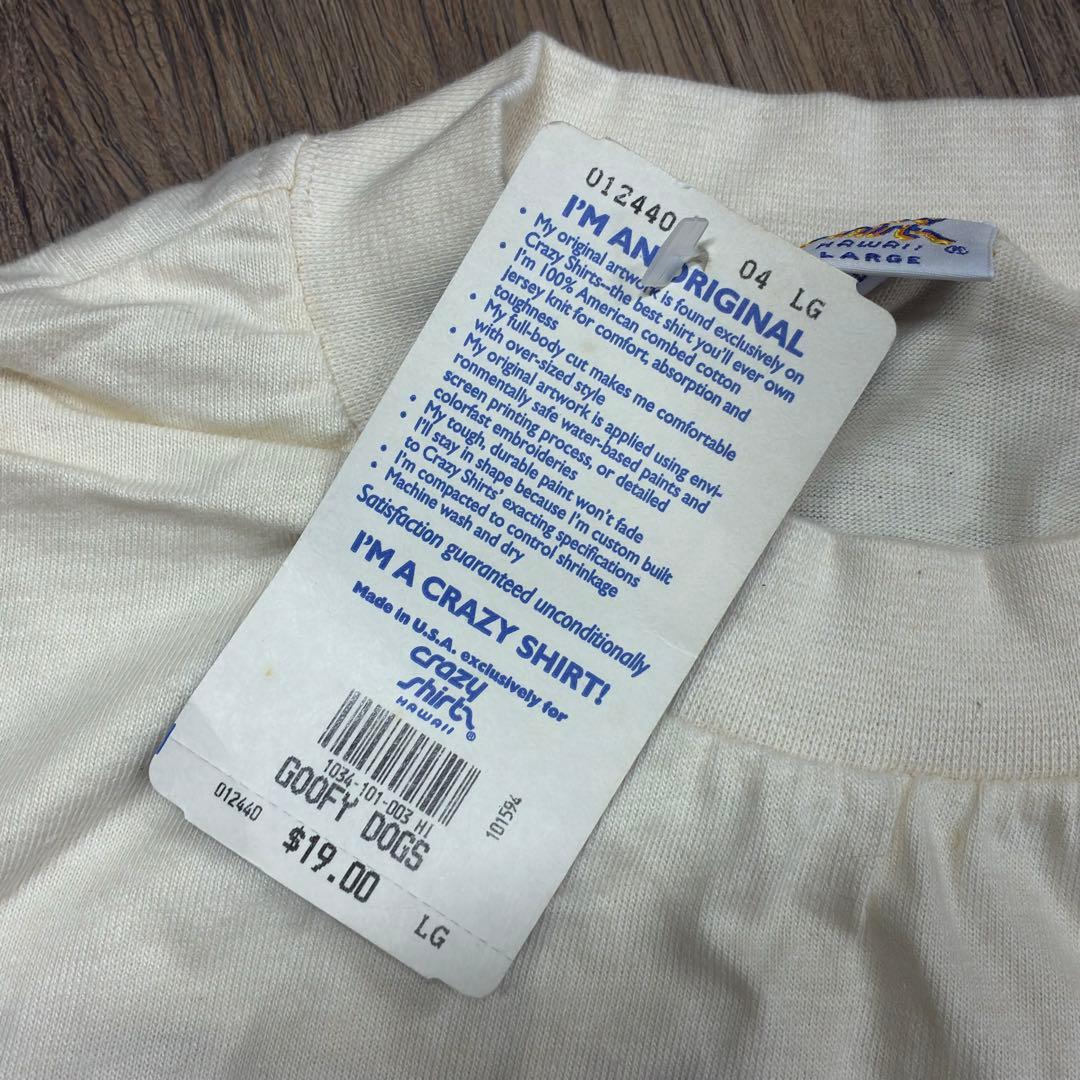 012440
04 LG
I'M AN ORIGINAL
• My original artwork is found exclusively on
Crazy Shirts—the best shirt you'll ever own
• I'm 100% American combed cotton
jersey knit for comfort, absorption and
toughness
• My full-body cut makes me comfortable
with over-sized style
• My original artwork is applied using envi-
ronmentally safe water-based paints and
screen printing process, or detailed
colorfast embroideries
• My tough, durable paint won't fade
• I'll stay in shape because I'm custom built
to Crazy Shirts' exacting specifications
• I'm compacted to control shrinkage
• Machine wash and dry
Satisfaction guaranteed unconditionally
I'M A CRAZY SHIRT!
Made in U.S.A. exclusively for
crazy
shirts
HAWAII ®
1034-101-003 HI
GOOFY DOGS
101594
012440
$19.00
LG
HAWAII ®
LARGE